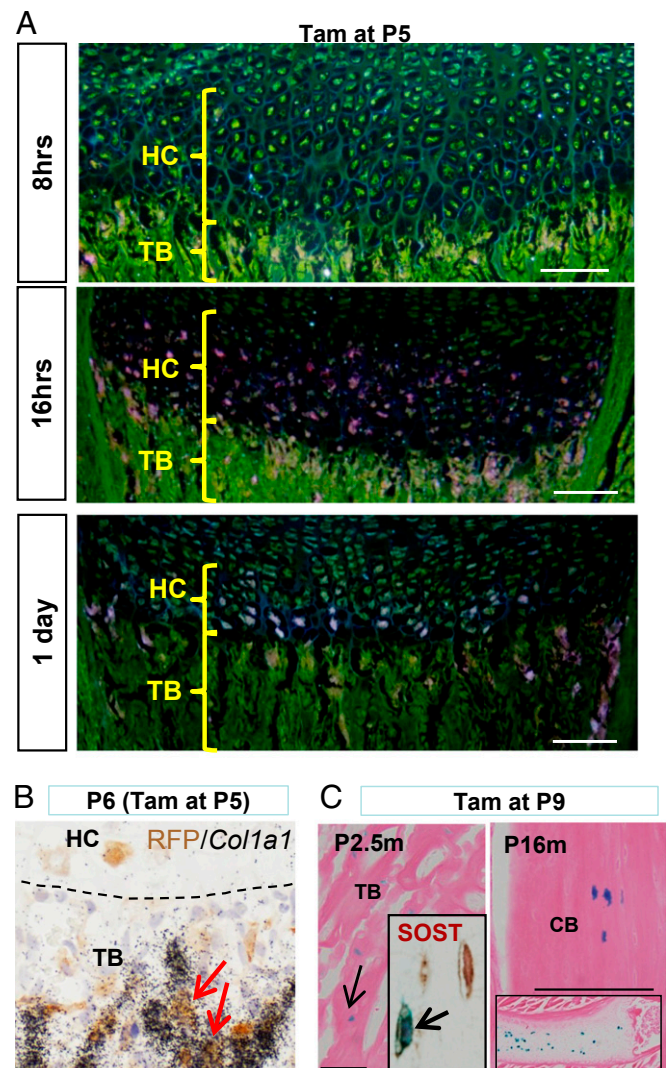 A
Tam at P5
8hrs
HC
TB
16hrs
HC
TB
1 day
HC
TB
B
P6 (Tam at P5)
HC
RFP/Col1a1
TB
C
Tam at P9
P2.5m
TB
SOST
P16m
CB